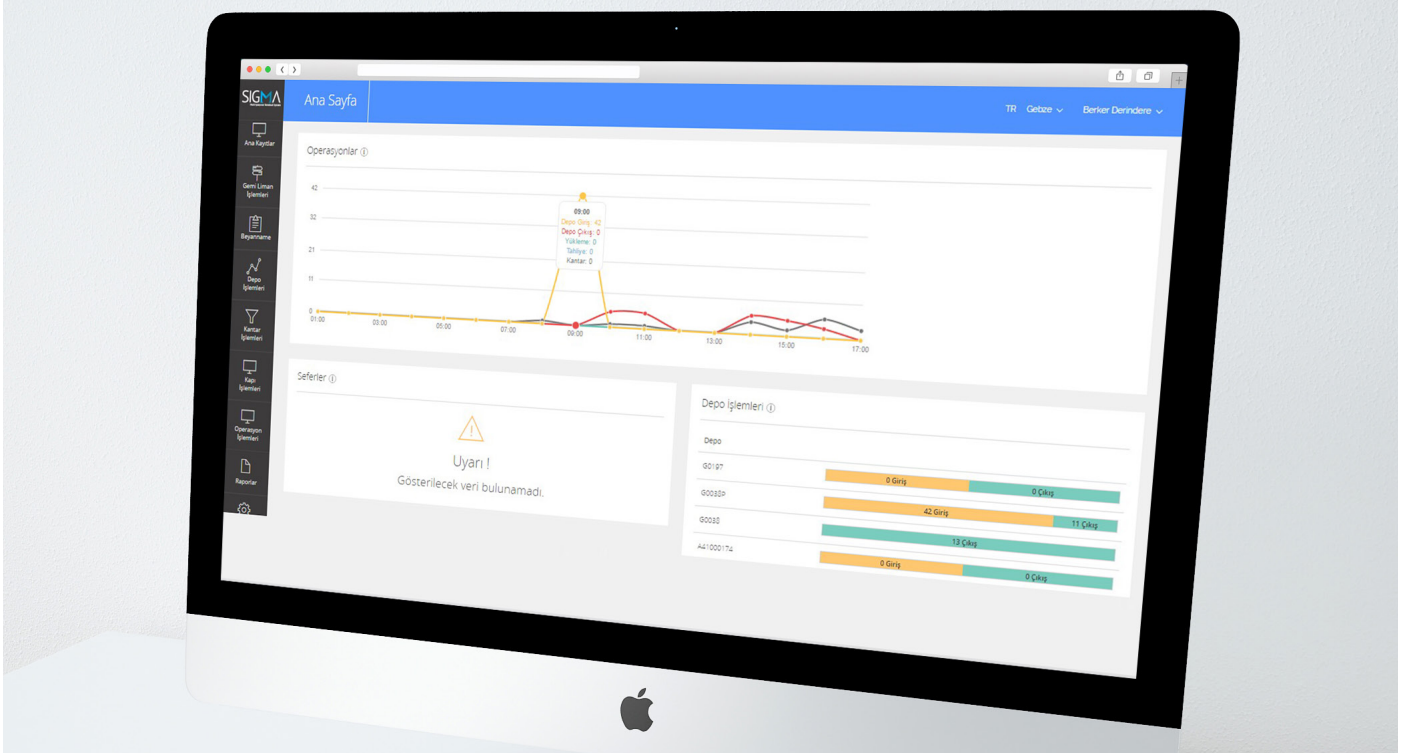 SIGMA
Ana Sayfa
TR Gebze
Berker Derindere
Ana Kayıtlar
Gemi Liman
İşlemleri
Beyanname
Depo
İşlemleri
Kantar
İşlemleri
Kapı
İşlemleri
Operasyon
İşlemleri
Raporlar
Operasyonlar
42
32
21
11
0
09:00
Depo Giriş: 42
Depo Çıkış: 0
Yükleme: 0
Tahliye: 0
Kantar: 0
01:00 03:00 05:00 07:00 09:00 11:00 13:00 15:00 17:00
Seferler
Uyarı !
Gösterilecek veri bulunamadı.
Depo İşlemleri
Depo
G0197 0 Giriş 0 Çıkış
G0038P 42 Giriş 11 Çıkış
G0038 13 Çıkış
A41000174 0 Giriş 0 Çıkış